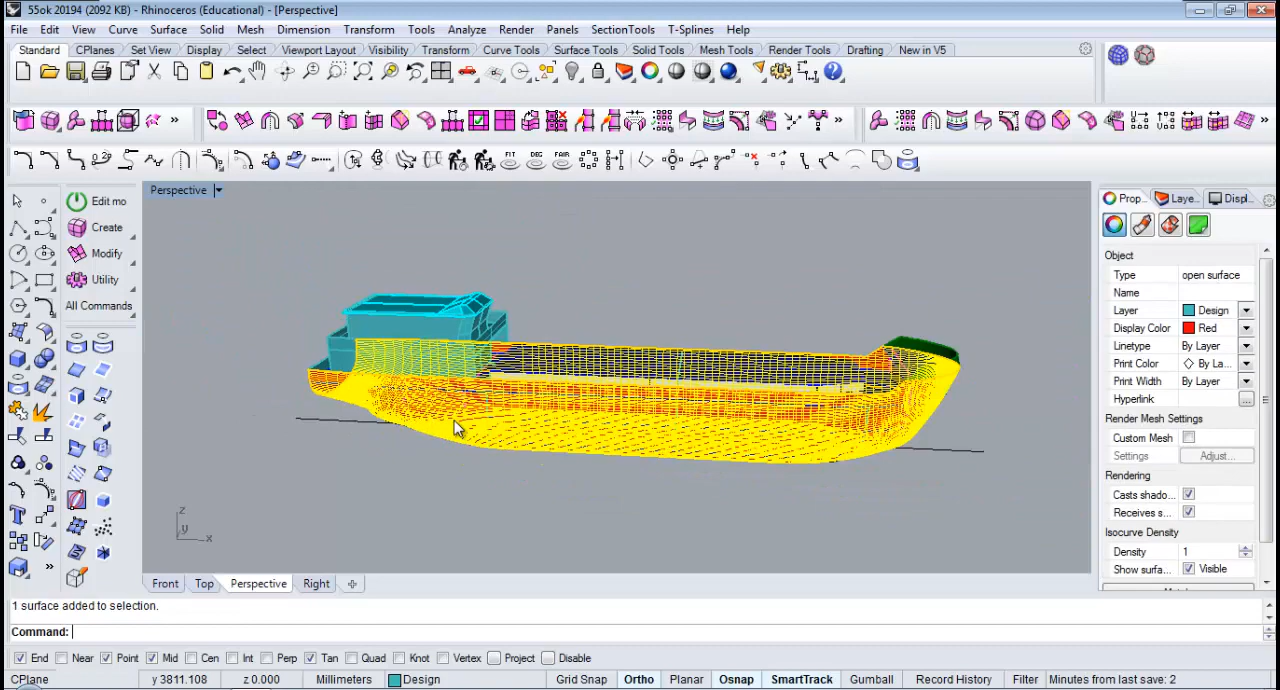 55ok 20194 (2092 KB) - Rhinoceros (Educational) - [Perspective]
File Edit View Curve Surface Solid Mesh Dimension Transform Tools Analyze Render Panels SectionTools T-Splines Help
Standard CPlanes Set View Display Select Viewport Layout Visibility Transform Curve Tools Surface Tools Solid Tools Mesh Tools Render Tools Drafting New in V5
FIT DEG FAIR
Perspective
Prop... Laye... Displ...
Edit mo
Create
Modify
Utility
All Commands
Object
Type open surface
Name
Layer Design
Display Color Red
Linetype By Layer
Print Color By La...
Print Width By Layer
Hyperlink ...
Render Mesh Settings
Custom Mesh
Settings Adjust...
Rendering
Casts shado...
Receives s...
Isocurve Density
Density 1
Show surfa... Visible
z
y
x
Front Top Perspective Right
1 surface added to selection.
Command:
End Near Point Mid Cen Int Perp Tan Quad Knot Vertex Project Disable
CPlane y 3811.108 z 0.000 Millimeters Design Grid Snap Ortho Planar Osnap SmartTrack Gumball Record History Filter Minutes from last save: 2